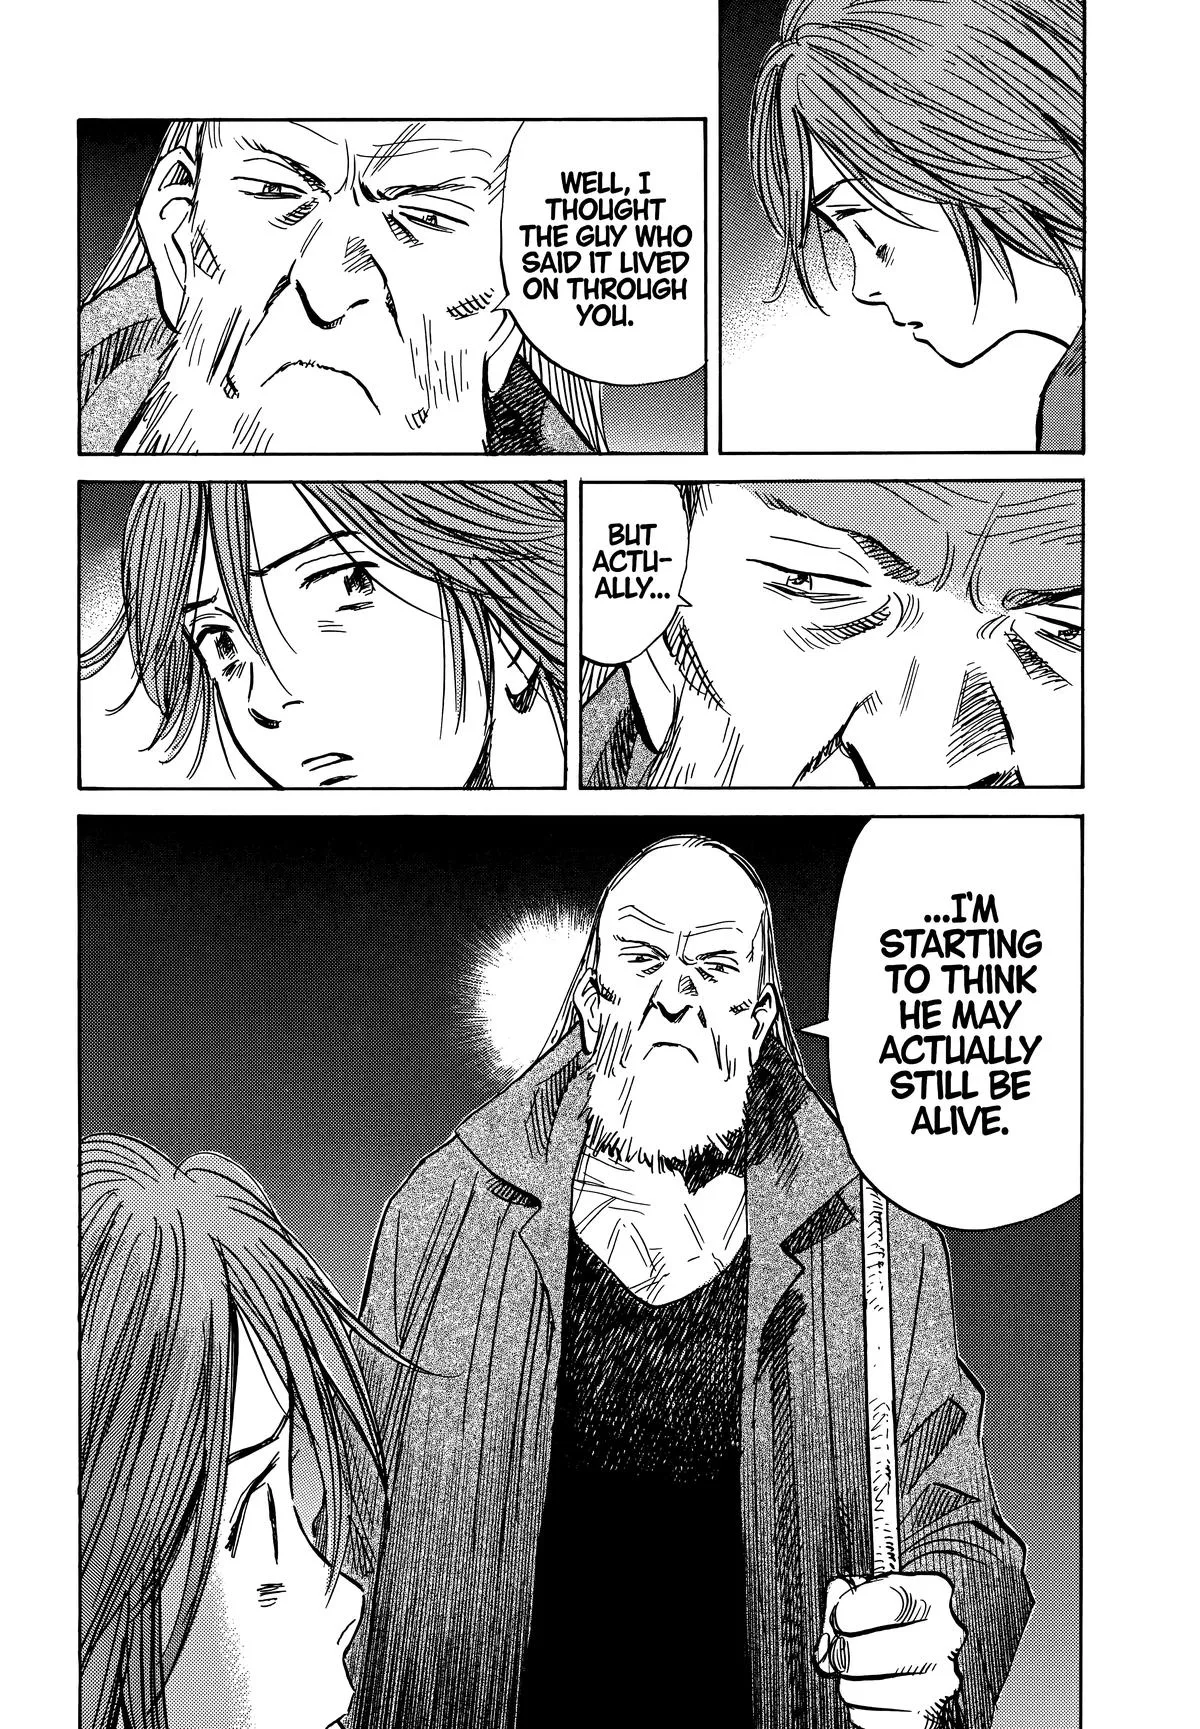 WELL, I
THOUGHT
THE GUY WHO
SAID IT LIVED
ON THROUGH
YOU.
BUT
ACTU-
ALLY...
...I'M
STARTING
TO THINK
HE MAY
ACTUALLY
STILL BE
ALIVE.